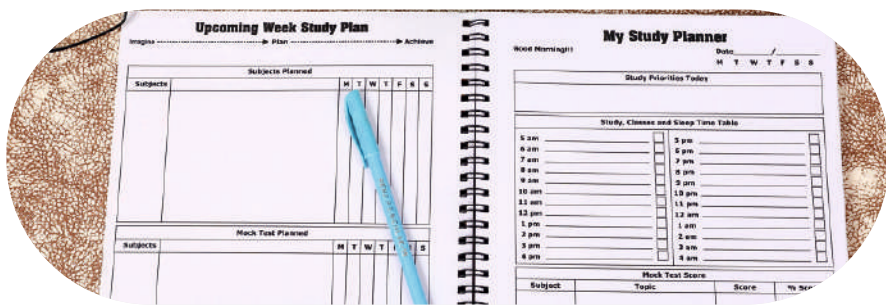 Upcoming Week Study Plan
Imagine Plan Achieve
Subjects Planned
Subjects M T W T F S S
Mock Test Planned
Subjects M T W T S
My Study Planner
Good Morning!!
Date / 
M T W T F S S
Study Priorities Today
Study, Classes and Sleep Time Table
5 am 5 pm
6 am 6 pm
7 am 7 pm
8 am 8 pm
9 am 9 pm
10 am 10 pm
11 am 11 pm
12 pm 12 am
1 pm 1 am
2 pm 2 am
3 pm 3 am
4 pm 4 am
Mock Test Score
Subject Topic Score